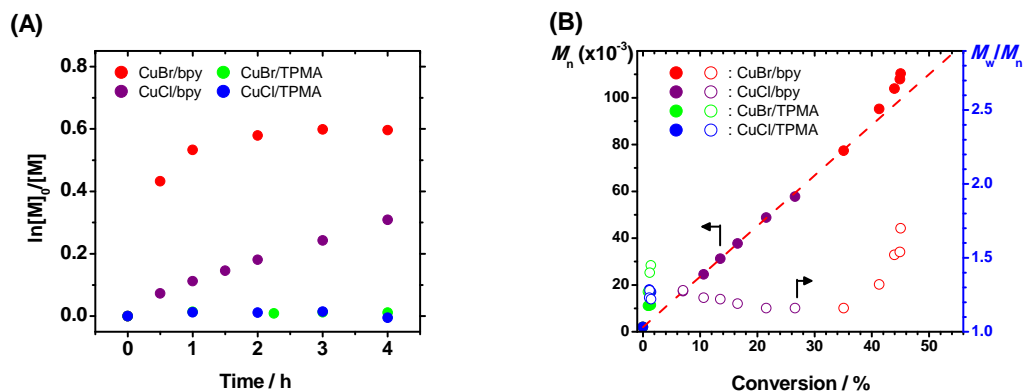 (A)
ln[M]0/[M]
0.8
0.6
0.4
0.2
0.0
CuBr/bpy
CuBr/TPMA
CuCl/bpy
CuCl/TPMA
0 1 2 3 4
Time / h
(B)
Mn (x10-3)
Mw/Mn
100
80
60
40
20
0
: CuBr/bpy
: CuCl/bpy
: CuBr/TPMA
: CuCl/TPMA
2.5
2.0
1.5
1.0
0 10 20 30 40 50
Conversion / %